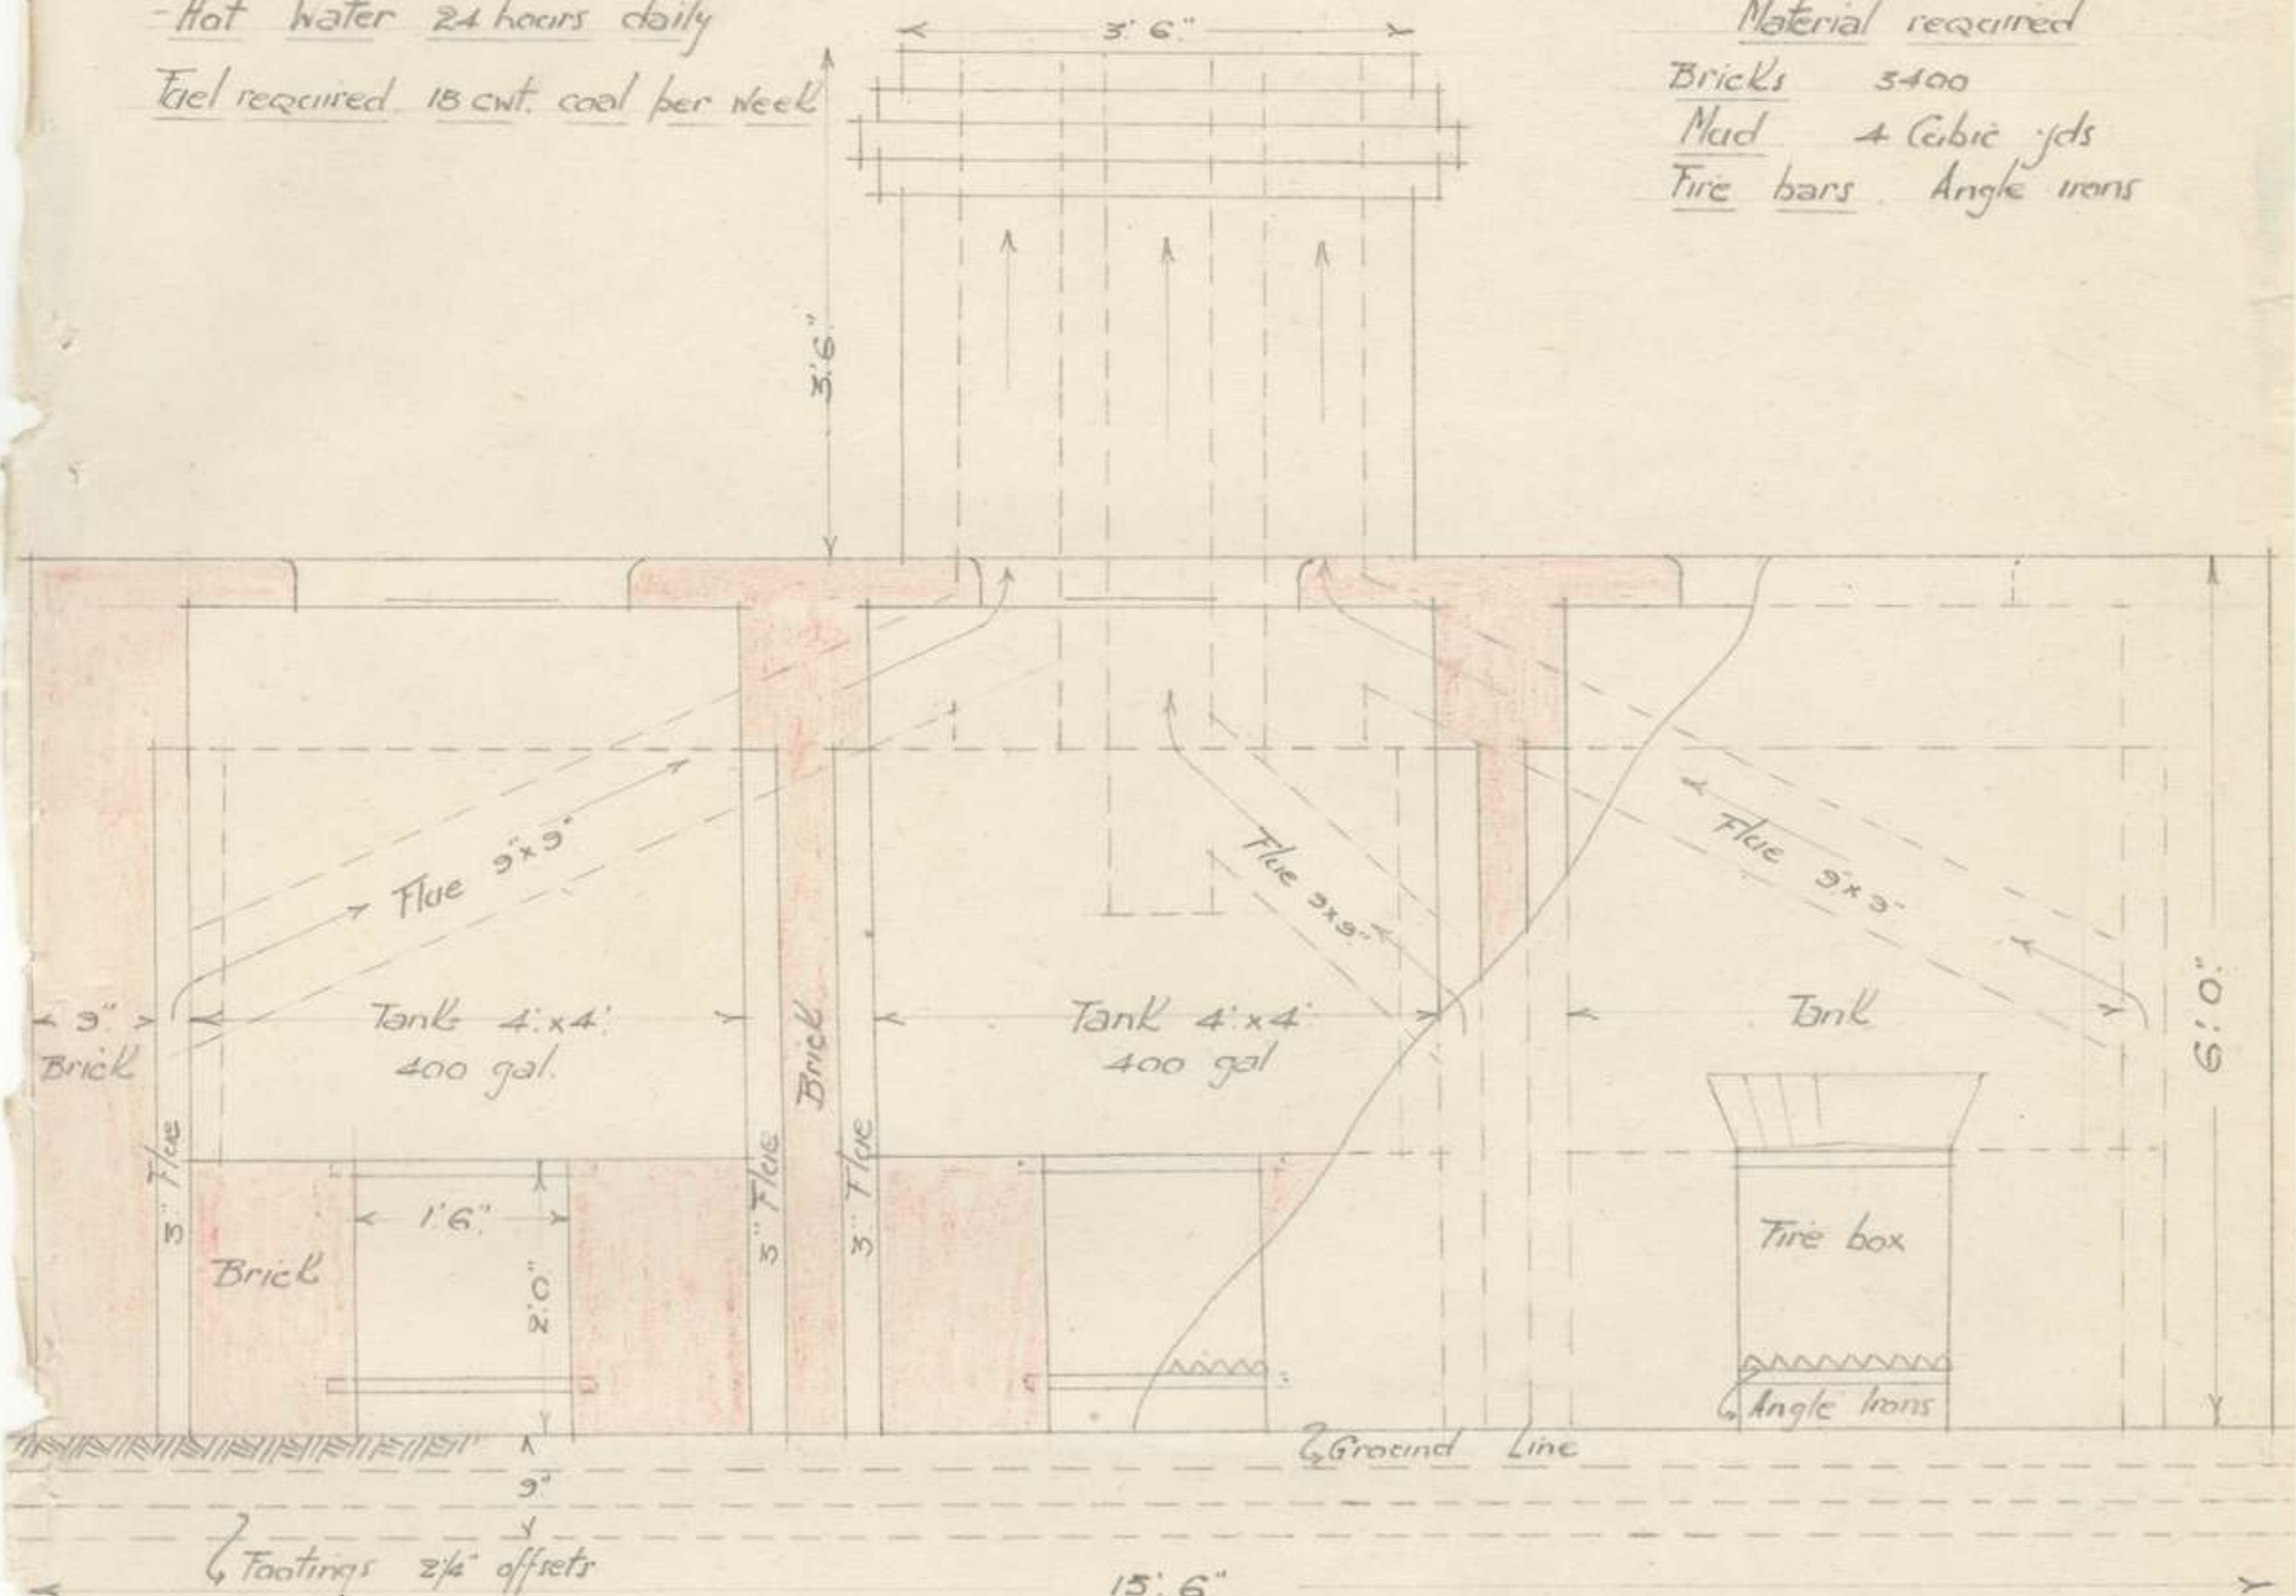 Hot Water 24 hours daily
Fuel required 18 cwt. coal per week
3' 6"
Material required
Bricks 3400
Mud 4 Cubic yds
Fire bars. Angle irons
3' 6"
Flue 9"x9"
Flue 9x9"
Flue 9"x9"
9"
Brick
Tank 4'x4'
400 gal.
Brick
Tank 4'x4'
400 gal
Tank
6' 0"
3" Flue
3" Flue
3" Flue
Brick
1' 6"
2' 0"
Fire box
Angle Irons
Ground Line
9"
Footings 2¼" offsets
15' 6"